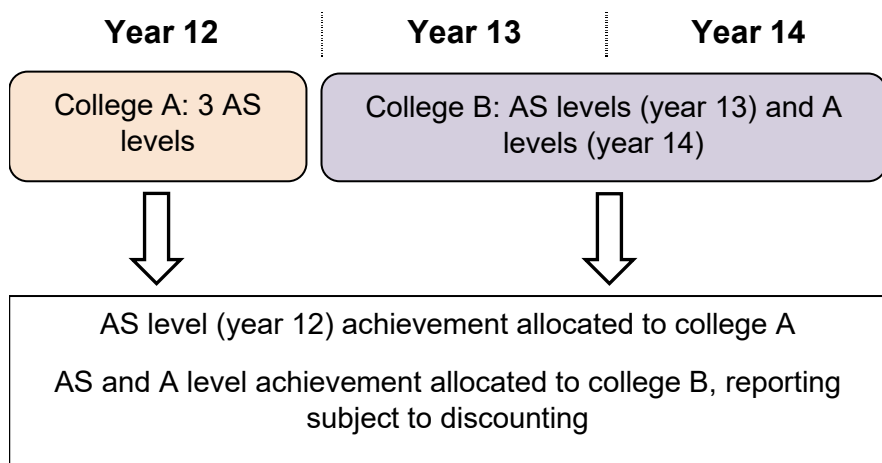 Year 12 Year 13 Year 14
College A: 3 AS
levels
College B: AS levels (year 13) and A
levels (year 14)
AS level (year 12) achievement allocated to college A
AS and A level achievement allocated to college B, reporting
subject to discounting